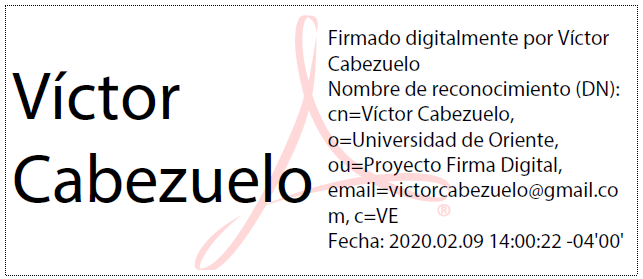 Víctor
Cabezuelo
Firmado digitalmente por Víctor
Cabezuelo
Nombre de reconocimiento (DN):
cn=Víctor Cabezuelo,
o=Universidad de Oriente,
ou=Proyecto Firma Digital,
email=victorcabezuelo@gmail.co
m, c=VE
Fecha: 2020.02.09 14:00:22 -04'00'
®